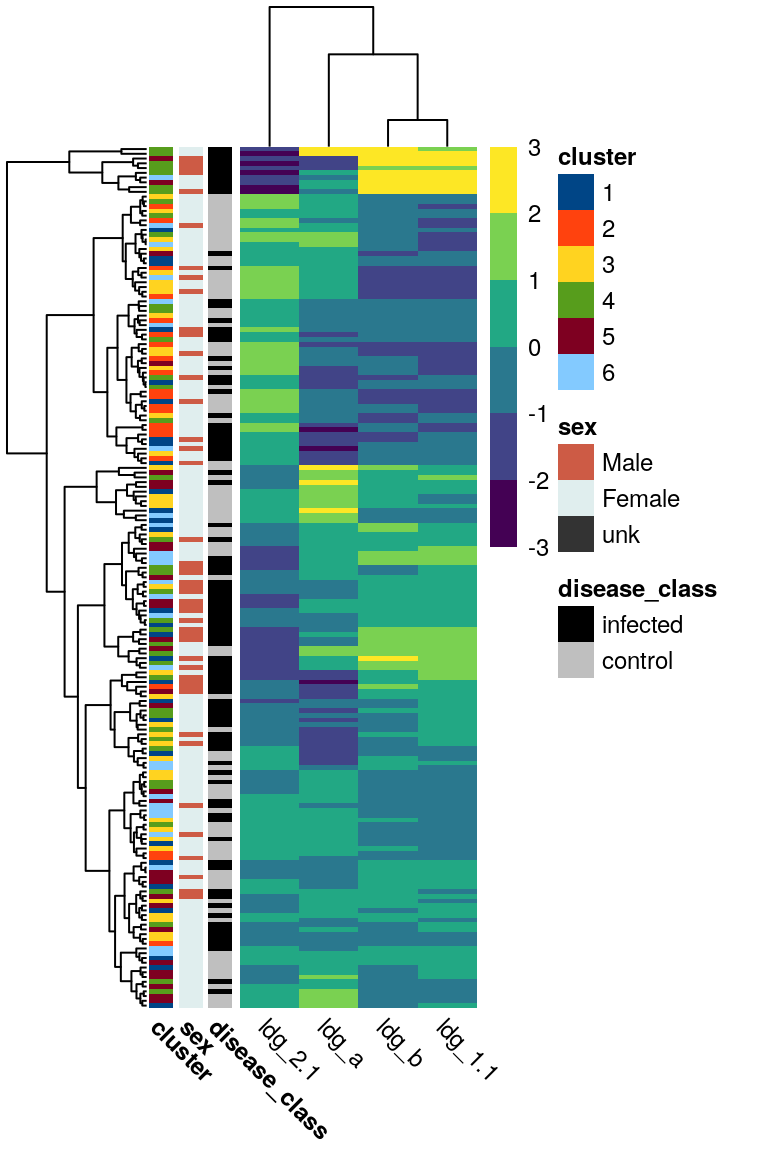 3
2
1
0
-1
-2
-3
cluster
1
2
3
4
5
6
sex
Male
Female
unk
disease_class
infected
control
cluster
sex
disease_class
ldg_2.1
ldg_a
ldg_b
ldg_1.1